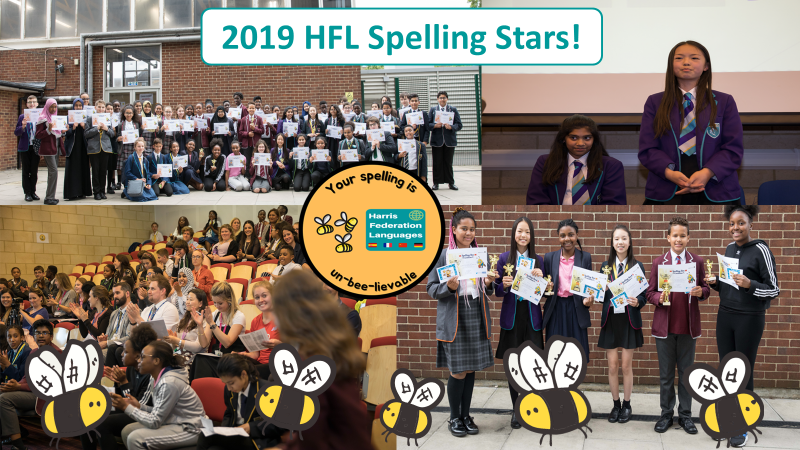 2019 HFL Spelling Stars!
Your spelling is
Harris
Federation
Languages
un-bee-lievable